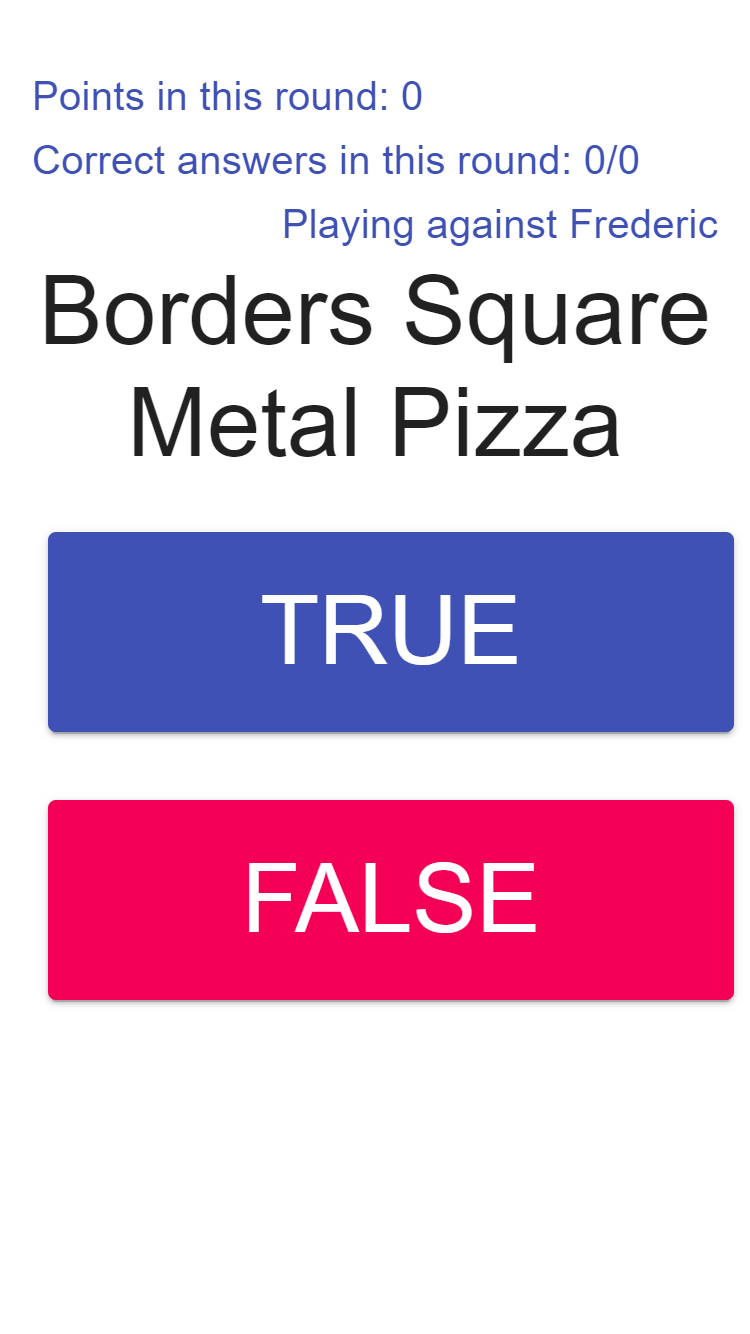 Points in this round: 0
Correct answers in this round: 0/0
Playing against Frederic
Borders Square
Metal Pizza
TRUE
FALSE